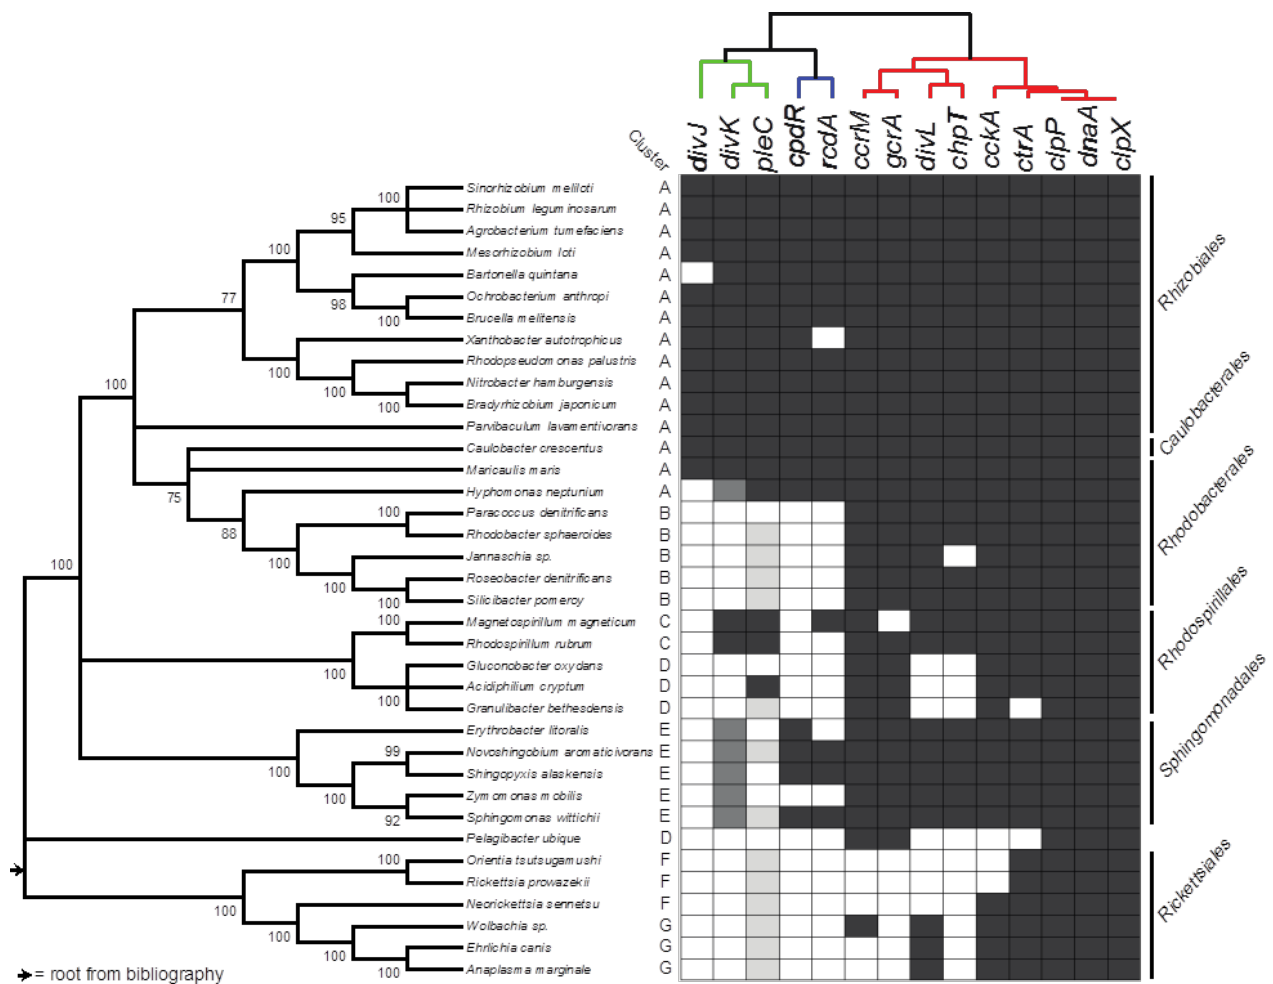 Cluster divJ divK pleC cpdR rcdA ccrM gcrA divL chpT cckA ctrA clpP dnaA clpX
Sinorhizobium meliloti A
Rhizobium leguminosarum A
Agrobacterium tumefaciens A
Mesorhizobium loti A
Bartonella quintana A
Ochrobacterium anthropi A
Brucella melitensis A
Xanthobacter autotrophicus A
Rhodopseudomonas palustris A
Nitrobacter hamburgensis A
Bradyrhizobium japonicum A
Parvibaculum lavamentivorans A
Caulobacter crescentus A
Maricaulis maris A
Hyphomonas neptunium A
Paracoccus denitrificans B
Rhodobacter sphaeroides B
Jannaschia sp. B
Roseobacter denitrificans B
Silicibacter pomeroy B
Magnetospirillum magneticum C
Rhodospirillum rubrum C
Gluconobacter oxydans D
Acidiphilium cryptum D
Granulibacter bethesdensis D
Erythrobacter litoralis E
Novoshingobium aromaticivorans E
Shingopyxis alaskensis E
Zymomonas mobilis E
Sphingomonas wittichii E
Pelagibacter ubique D
Orientia tsutsugamushi F
Rickettsia prowazekii F
Neorickettsia sennetsu F
Wolbachia sp. G
Ehrlichia canis G
Anaplasma marginale G
100
95
100
98
77
100
100
100
100
100
100
75
88
100
100
100
100
100
100
100
99
100
100
92
100
100
100
100
100
Rhizobiales
Caulobacterales
Rhodobacterales
Rhodospirillales
Sphingomonadales
Rickettsiales
= root from bibliography